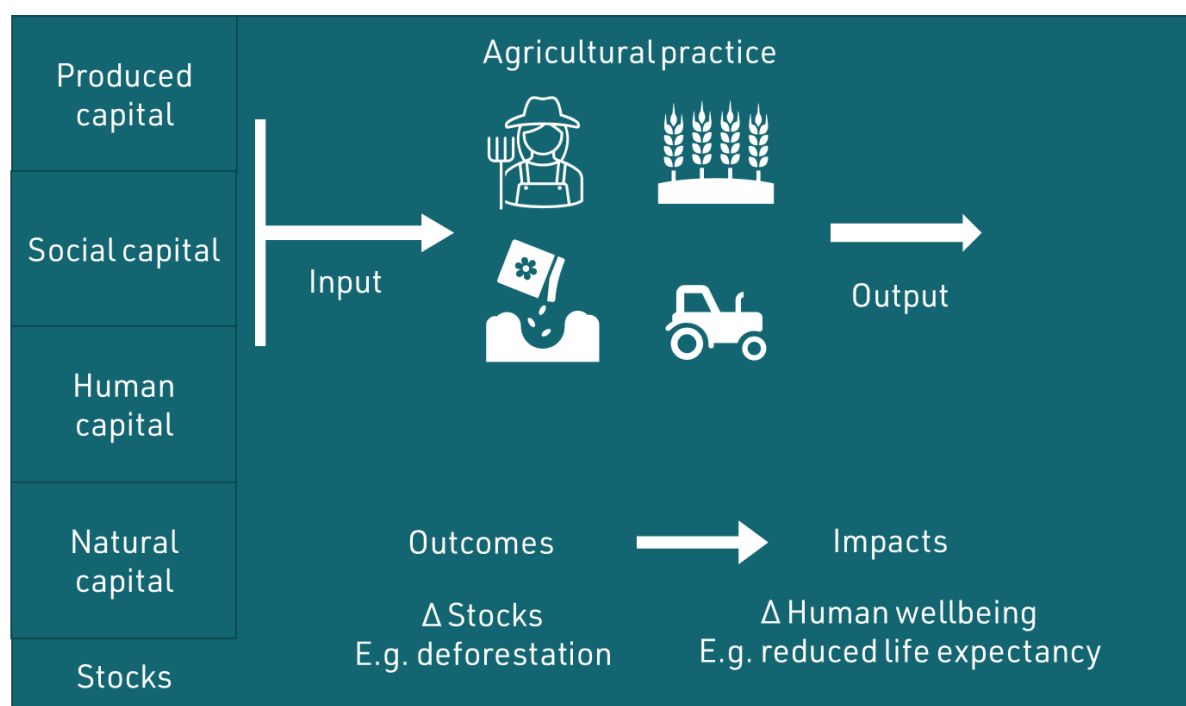 Produced
capital
Social capital
Human
capital
Natural
capital
Stocks
Agricultural practice
Input
Output
Outcomes
Δ Stocks
E.g. deforestation
Impacts
Δ Human wellbeing
E.g. reduced life expectancy